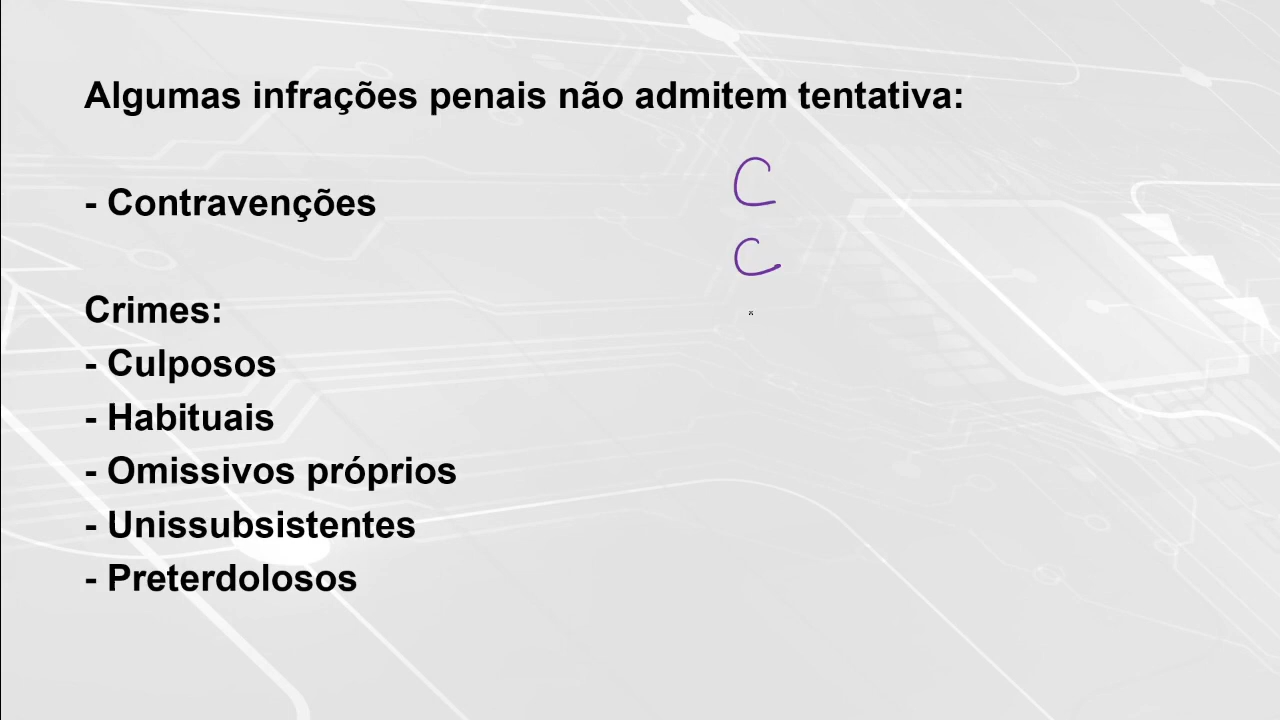 Algumas infrações penais não admitem tentativa:
C
- Contravenções
C
Crimes:
- Culposos
- Habituais
- Omissivos próprios
- Unissubsistentes
- Preterdolosos